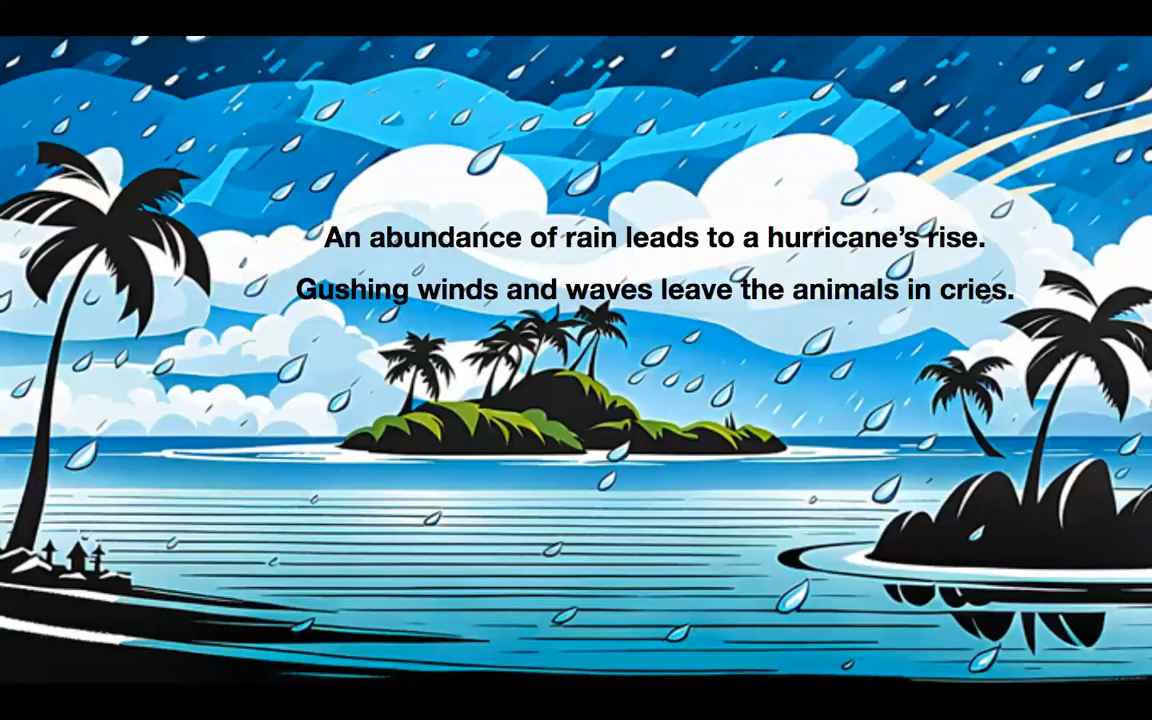 An abundance of rain leads to a hurricane’s rise.
Gushing winds and waves leave the animals in cries.